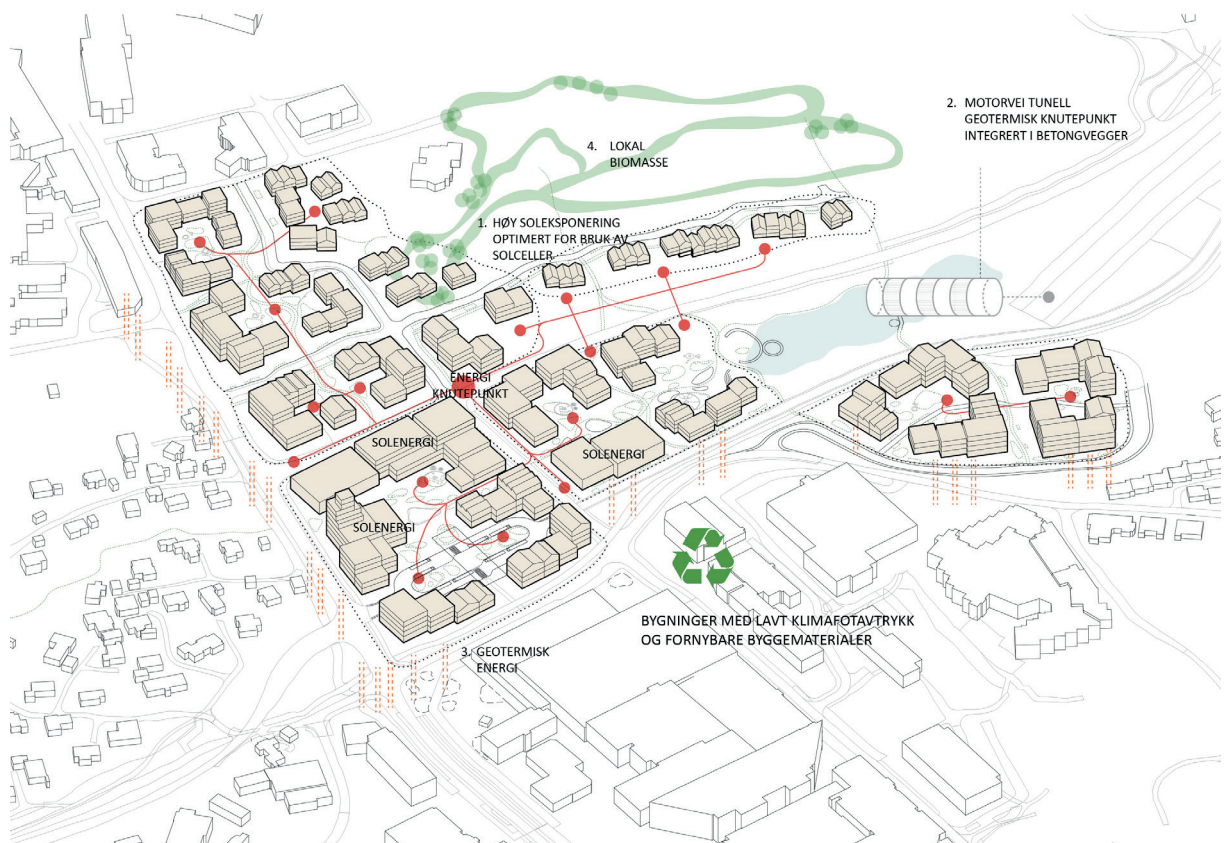 2. MOTORVEI TUNELL
GEOTERMISK KNUTEPUNKT
INTEGRERT I BETONGVEGGER
4. LOKAL
BIOMASSE
1. HØY SOLEKSPONERING
OPTIMERT FOR BRUK AV
SOLCELLER
ENERGI
KNUTEPUNKT
SOLENERGI
SOLENERGI
SOLENERGI
BYGNINGER MED LAVT KLIMAFOTAVTRYKK
OG FORNYBARE BYGGEMATERIALER
3. GEOTERMISK
ENERGI